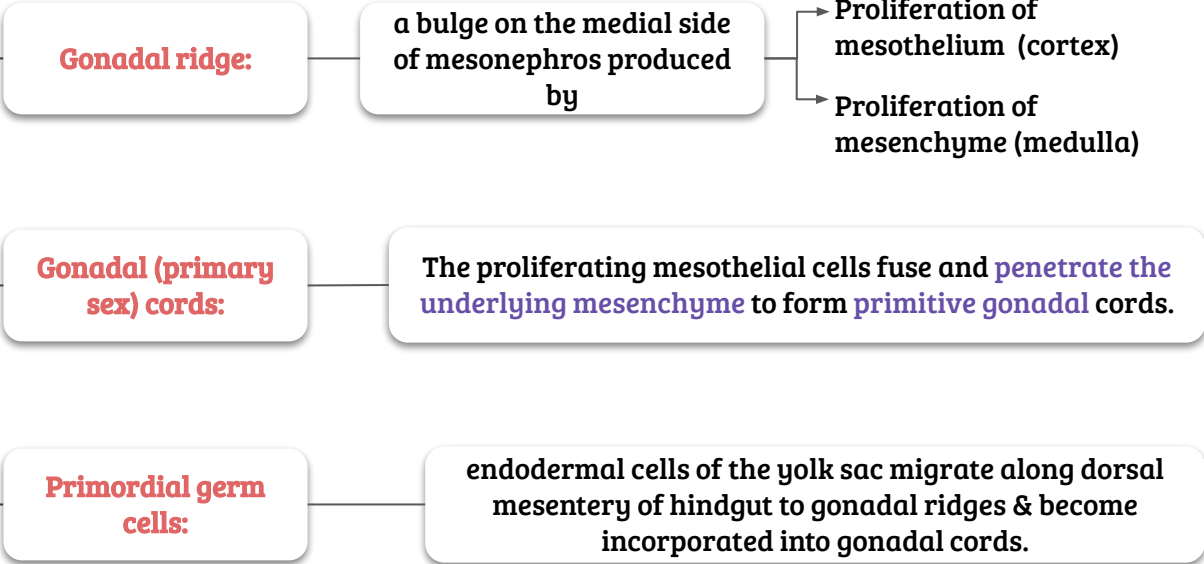 Gonadal ridge:
a bulge on the medial side
of mesonephros produced
by
Proliferation of
mesothelium (cortex)
Proliferation of
mesenchyme (medulla)
Gonadal (primary
sex) cords:
The proliferating mesothelial cells fuse and penetrate the
underlying mesenchyme to form primitive gonadal cords.
Primordial germ
cells:
endodermal cells of the yolk sac migrate along dorsal
mesentery of hindgut to gonadal ridges & become
incorporated into gonadal cords.